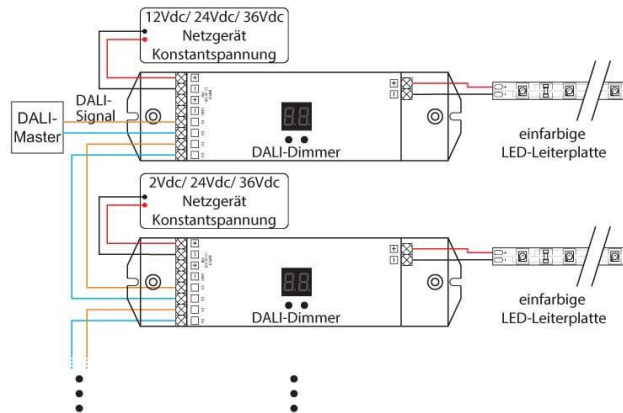 12Vdc/ 24Vdc/ 36Vdc
Netzgerät
Konstantspannung
DALI-
Signal
DALI-
Master
DALI-Dimmer
einfarbige
LED-Leiterplatte
2Vdc/ 24Vdc/ 36Vdc
Netzgerät
Konstantspannung
DALI-Dimmer
einfarbige
LED-Leiterplatte